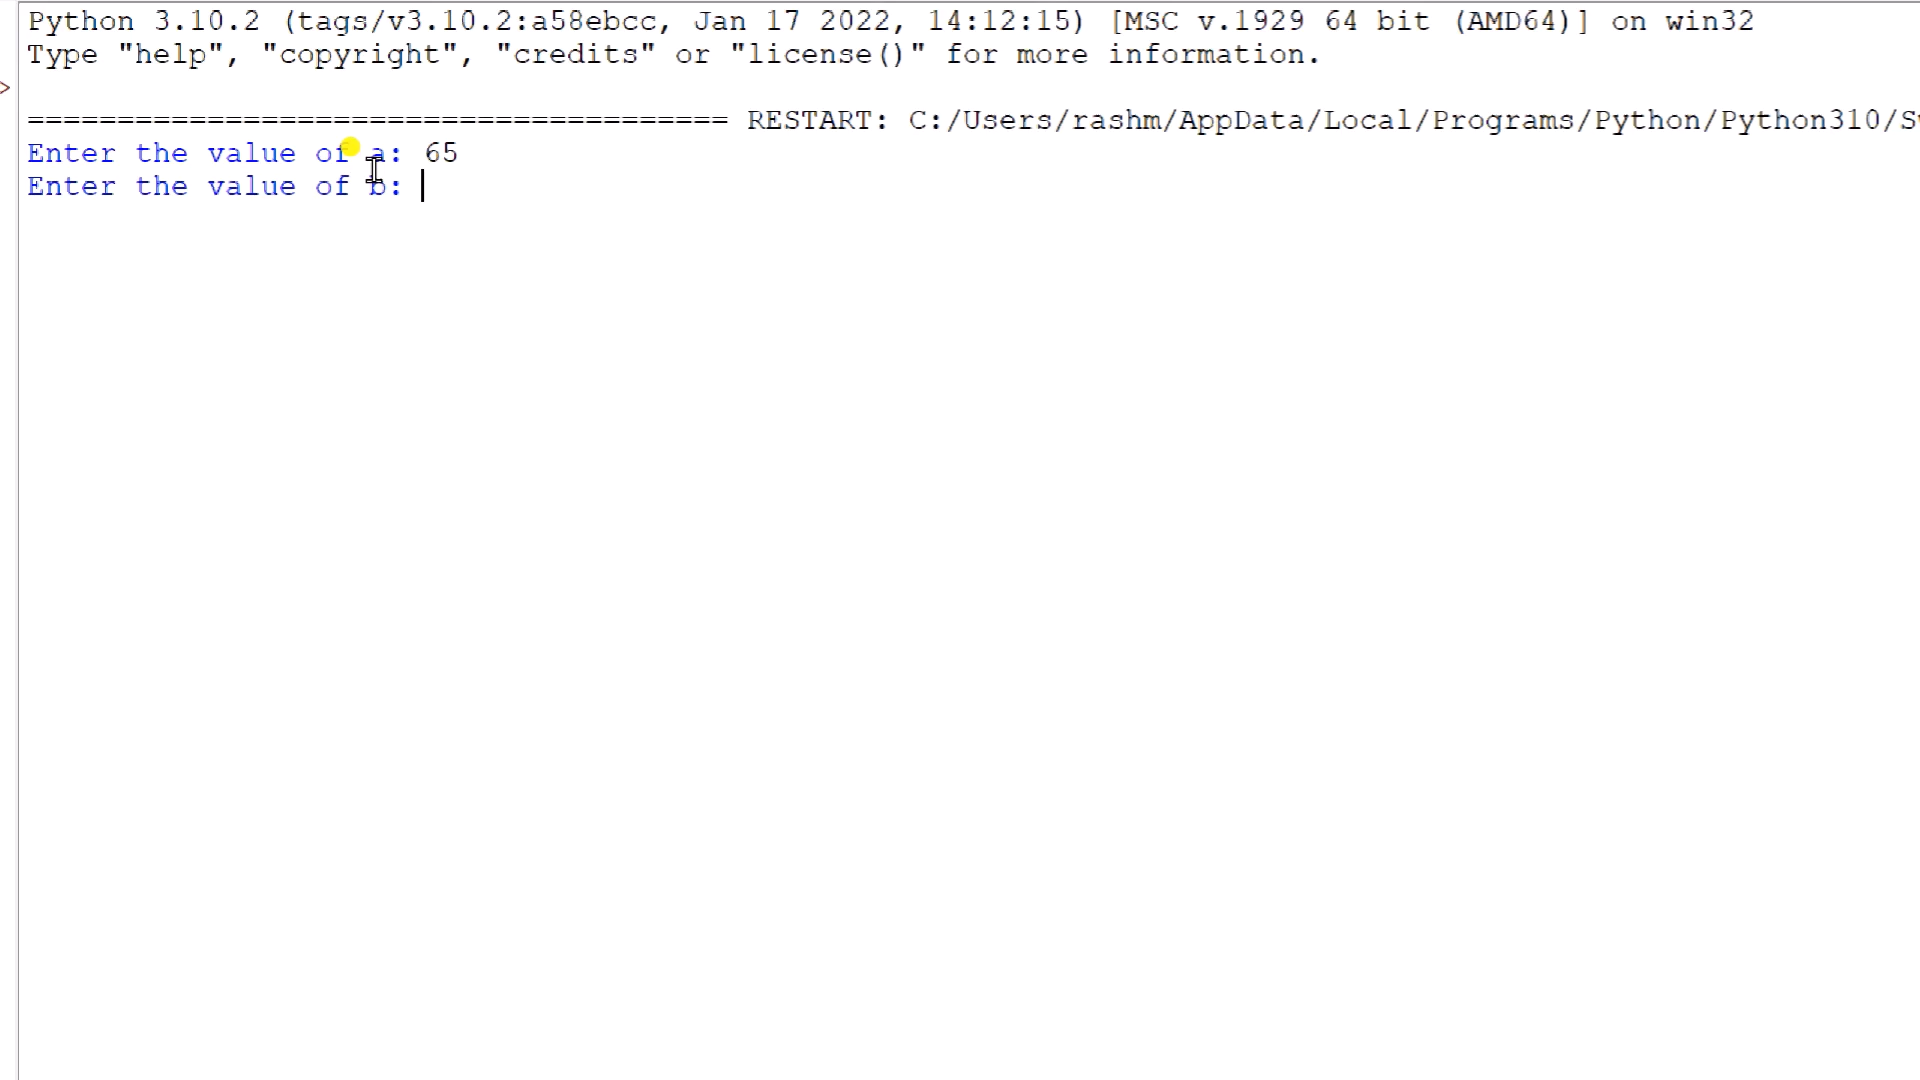 Python 3.10.2 (tags/v3.10.2:a58ebcc, Jan 17 2022, 14:12:15) [MSC v.1929 64 bit (AMD64)] on win32
Type "help", "copyright", "credits" or "license()" for more information.
>
======================================= RESTART: C:/Users/rashm/AppData/Local/Programs/Python/Python310/S
Enter the value of a: 65
Enter the value of b: